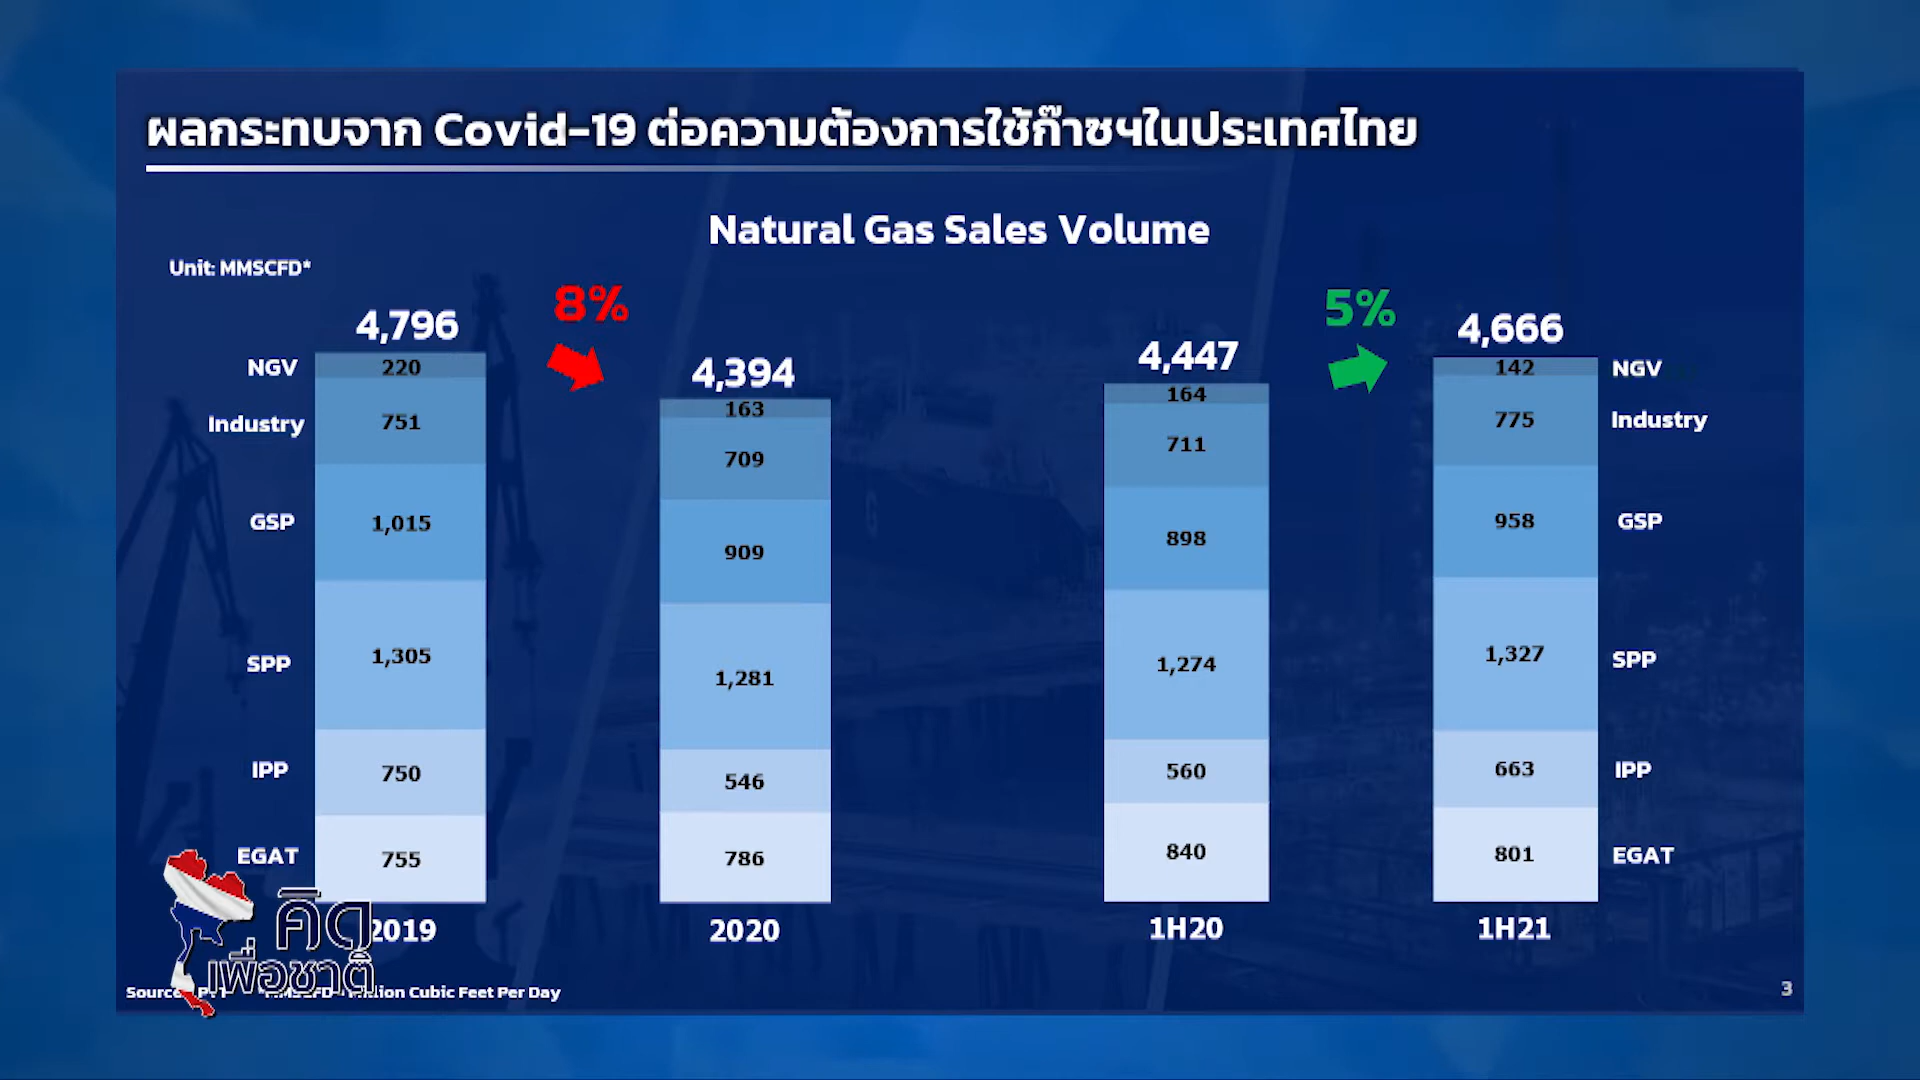 ผลกระทบจาก Covid-19 ต่อความต้องการใช้ก๊าซฯในประเทศไทย
Natural Gas Sales Volume
Unit: MMSCFD*
8%
5%
4,796
4,394
4,447
4,666
NGV 220 163 164 142 NGV
Industry 751 709 711 775 Industry
GSP 1,015 909 898 958 GSP
SPP 1,305 1,281 1,274 1,327 SPP
IPP 750 546 560 663 IPP
EGAT 755 786 840 801 EGAT
2019 2020 1H20 1H21
คิด
เพื่อชาติ
Cubic Feet Per Day
3